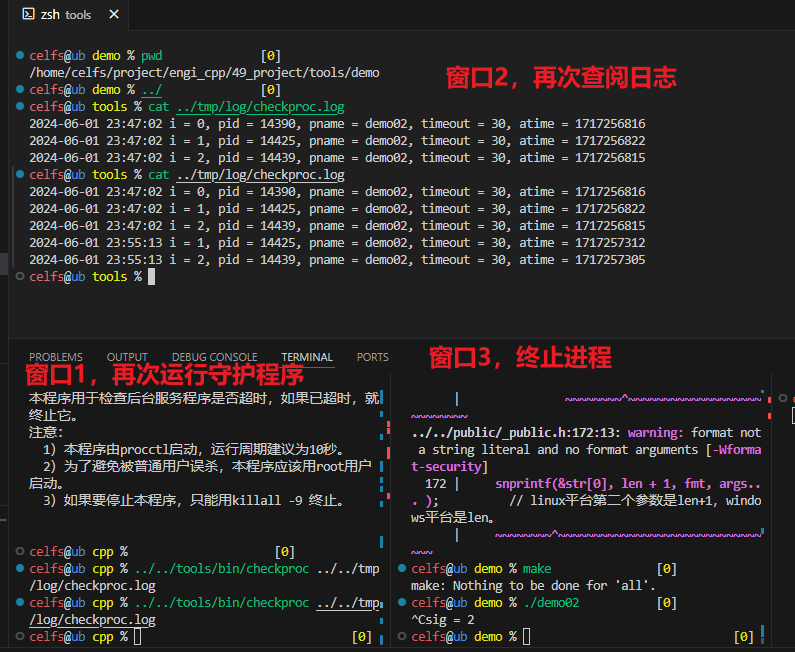 zsh tools
celfs@ub demo % pwd [0]
/home/celfs/project/engi_cpp/49_project/tools/demo
窗口2，再次查阅日志
celfs@ub demo % ../ [0]
celfs@ub tools % cat ../tmp/log/checkproc.log
2024-06-01 23:47:02 i = 0, pid = 14390, pname = demo02, timeout = 30, atime = 1717256816
2024-06-01 23:47:02 i = 1, pid = 14425, pname = demo02, timeout = 30, atime = 1717256822
2024-06-01 23:47:02 i = 2, pid = 14439, pname = demo02, timeout = 30, atime = 1717256815
celfs@ub tools % cat ../tmp/log/checkproc.log
2024-06-01 23:47:02 i = 0, pid = 14390, pname = demo02, timeout = 30, atime = 1717256816
2024-06-01 23:47:02 i = 1, pid = 14425, pname = demo02, timeout = 30, atime = 1717256822
2024-06-01 23:47:02 i = 2, pid = 14439, pname = demo02, timeout = 30, atime = 1717256815
2024-06-01 23:55:13 i = 1, pid = 14425, pname = demo02, timeout = 30, atime = 1717257312
2024-06-01 23:55:13 i = 2, pid = 14439, pname = demo02, timeout = 30, atime = 1717257305
celfs@ub tools %
PROBLEMS OUTPUT DEBUG CONSOLE TERMINAL PORTS
窗口1，再次运行守护程序
本程序用于检查后台服务程序是否超时，如果已超时，就
终止它。
注意：
1）本程序由procctl启动，运行周期建议为10秒。
2）为了避免被普通用户误杀，本程序应该用root用户
启动。
3）如果要停止本程序，只能用killall -9 终止。
celfs@ub cpp % [0]
celfs@ub cpp % ../../tools/bin/checkproc ../../tmp
/log/checkproc.log
celfs@ub cpp % ../../tools/bin/checkproc ../../tmp
/log/checkproc.log
celfs@ub cpp % [0]
窗口3，终止进程
| ~~~~~~~~^~~~~~~~~~~~~~~~~~~~
~~~~~~~~
../../public/_public.h:172:13: warning: format not
a string literal and no format arguments [-Wformat
-security]
172 | snprintf(&str[0], len + 1, fmt, args..
. ); // linux平台第二个参数是len+1, windo
ws平台是len。
| ~~~~~~~~^~~~~~~~~~~~~~~~~~~~~~~~~~~~~
~~~
celfs@ub demo % make [0]
make: Nothing to be done for 'all'.
celfs@ub demo % ./demo02 [0]
^Csig = 2
celfs@ub demo % [0]